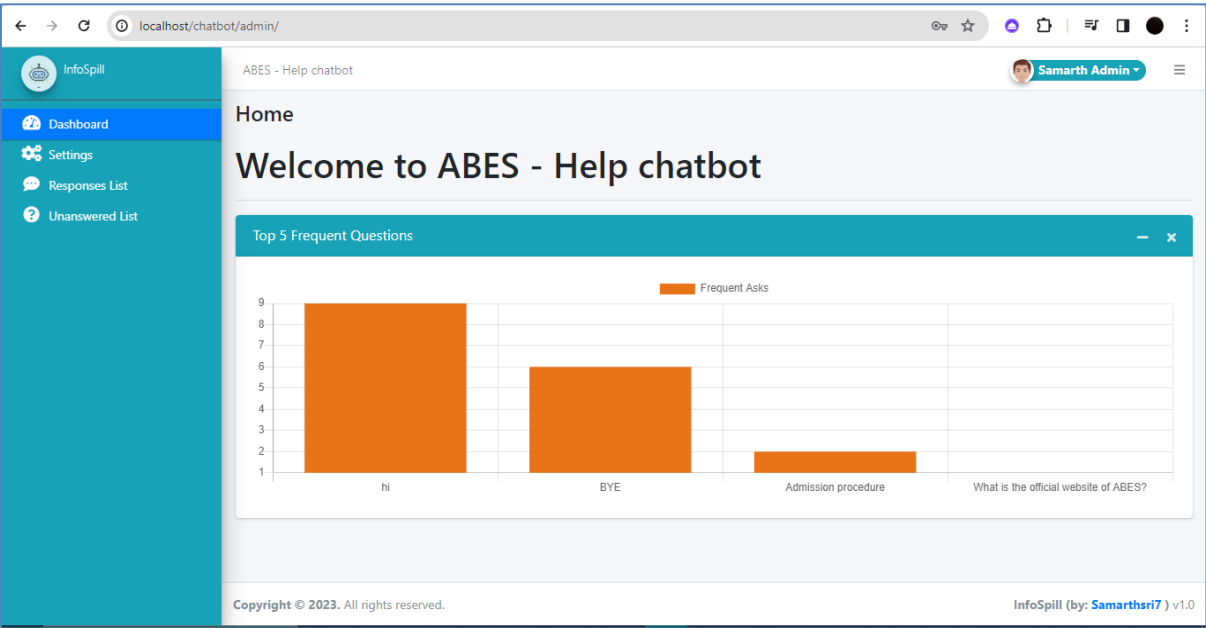 localhost/chatbot/admin/
InfoSpill
ABES - Help chatbot
Samarth Admin
Dashboard
Settings
Responses List
Unanswered List
Home
Welcome to ABES - Help chatbot
Top 5 Frequent Questions
Frequent Asks
9
8
7
6
5
4
3
2
1
hi
BYE
Admission procedure
What is the official website of ABES?
Copyright © 2023. All rights reserved.
InfoSpill (by: Samarthsri7 ) v1.0